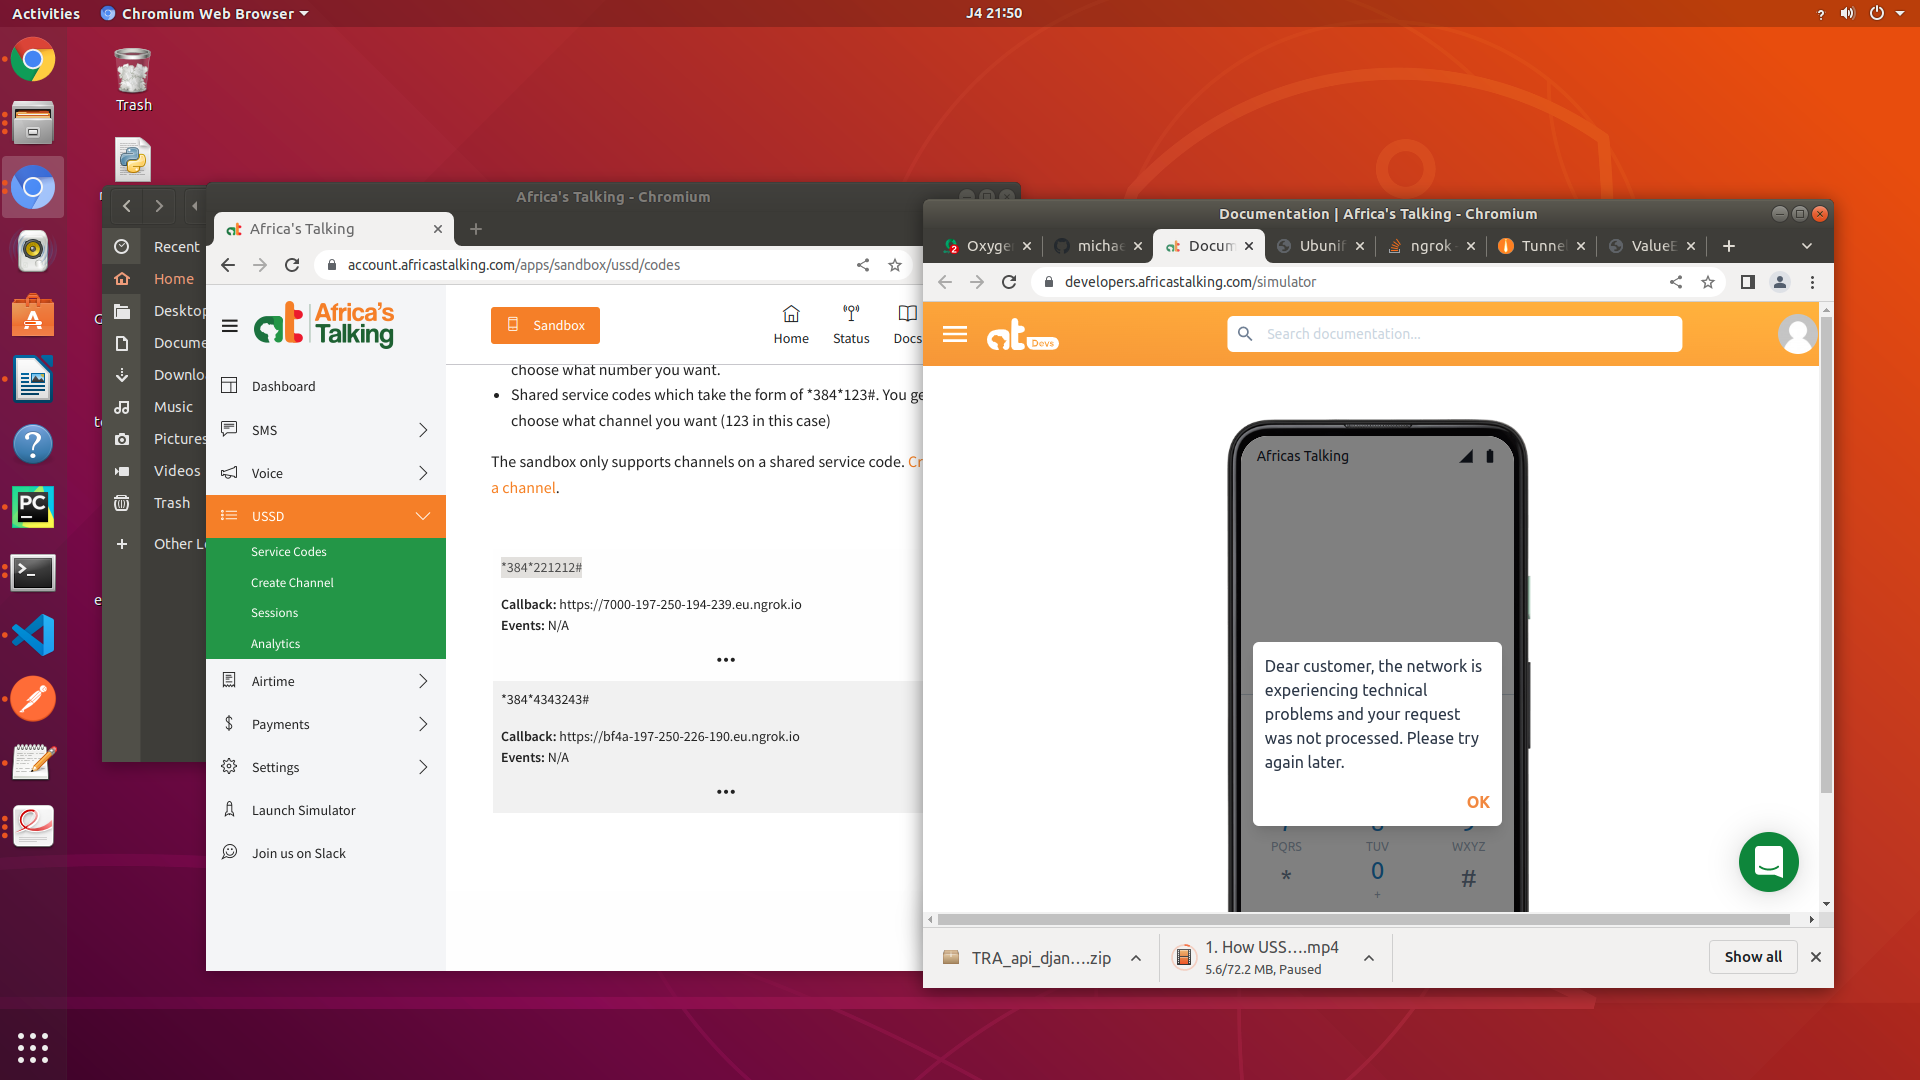 Activities
Chromium Web Browser
J4 21:50
?
Trash
Recent
Home
Music
Pictures
Videos
Trash
Africa's Talking - Chromium
Africa's Talking
account.africastalking.com/apps/sandbox/ussd/codes
Africa's
Talking
Sandbox
Home
Status
Docs
Dashboard
SMS
Voice
USSD
Service Codes
Create Channel
Sessions
Analytics
Airtime
Payments
Settings
Launch Simulator
Join us on Slack
choose what number you want.
Shared service codes which take the form of *384*123#. You ge
choose what channel you want (123 in this case)
The sandbox only supports channels on a shared service code. Cr
a channel.
*384*221212#
Callback: https://7000-197-250-194-239.eu.ngrok.io
Events: N/A
•••
*384*4343243#
Callback: https://bf4a-197-250-226-190.eu.ngrok.io
Events: N/A
•••
Documentation | Africa's Talking - Chromium
Oxyge
michae
Docum
Ubunif
ngrok
Tunnel
ValueE
developers.africastalking.com/simulator
at Devs
Search documentation...
Africas Talking
Dear customer, the network is
experiencing technical
problems and your request
was not processed. Please try
again later.
OK
PQRS
TUV
WXYZ
*
0
#
+
TRA_api_djan....zip
1. How USS....mp4
5.6/72.2 MB, Paused
Show all